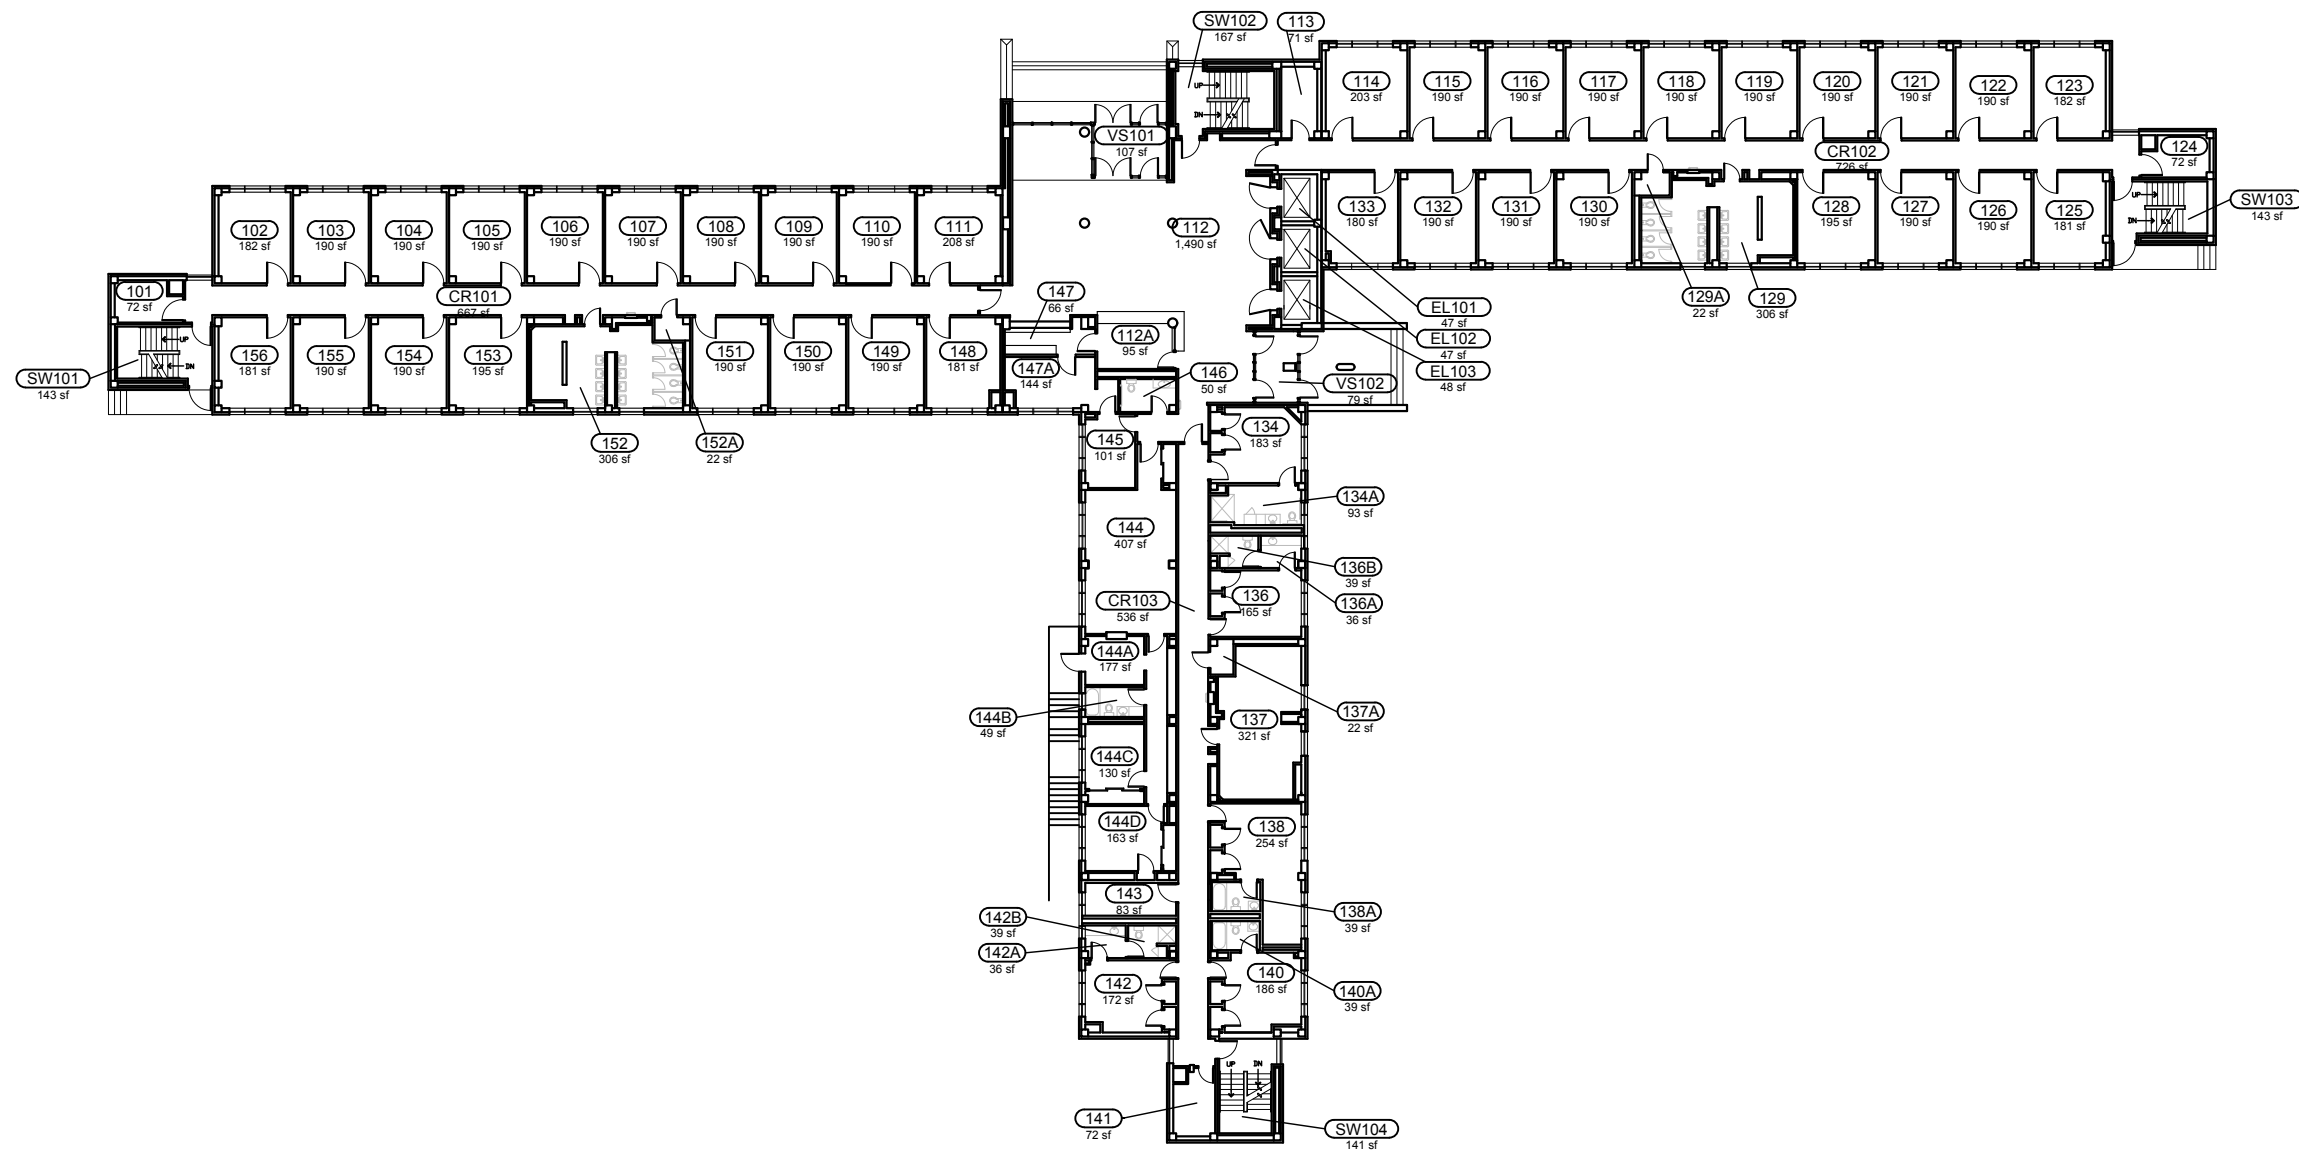 SW102
167 sf
113
71 sf
114
203 sf
115
190 sf
116
190 sf
117
190 sf
118
190 sf
119
190 sf
120
190 sf
121
190 sf
122
190 sf
123
182 sf
UP
DN
VS101
107 sf
CR102
726 sf
124
72 sf
UP
DN
SW103
143 sf
133
180 sf
132
190 sf
131
190 sf
130
190 sf
128
195 sf
127
190 sf
126
190 sf
125
181 sf
129A
22 sf
129
306 sf
112
1,490 sf
EL101
47 sf
EL102
47 sf
EL103
48 sf
VS102
79 sf
102
182 sf
103
190 sf
104
190 sf
105
190 sf
106
190 sf
107
190 sf
108
190 sf
109
190 sf
110
190 sf
111
208 sf
101
72 sf
CR101
667 sf
UP
DN
SW101
143 sf
156
181 sf
155
190 sf
154
190 sf
153
195 sf
151
190 sf
150
190 sf
149
190 sf
148
181 sf
152
306 sf
152A
22 sf
147
66 sf
147A
144 sf
112A
95 sf
146
50 sf
145
101 sf
134
183 sf
134A
93 sf
144
407 sf
136B
39 sf
136A
36 sf
136
165 sf
CR103
536 sf
144A
177 sf
144B
49 sf
137A
22 sf
137
321 sf
144C
130 sf
144D
163 sf
138
254 sf
143
83 sf
138A
39 sf
142B
39 sf
142A
36 sf
142
172 sf
140
186 sf
140A
39 sf
UP
DN
141
72 sf
SW104
141 sf